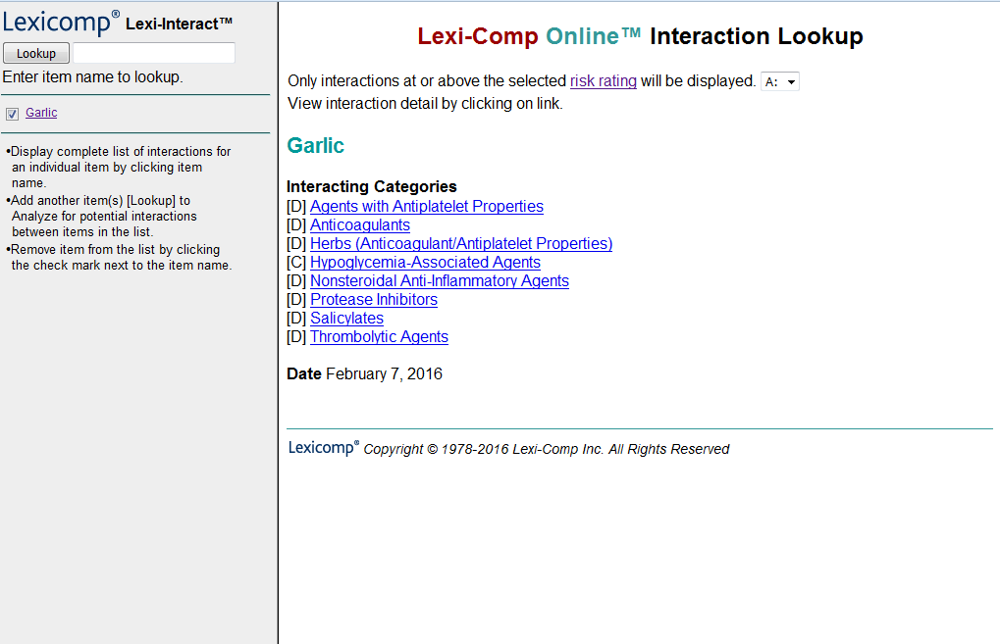 Lexicomp® Lexi-Interact™
Lookup
Enter item name to lookup.
Garlic
•Display complete list of interactions for
an individual item by clicking item
name.
•Add another item(s) [Lookup] to
Analyze for potential interactions
between items in the list.
•Remove item from the list by clicking
the check mark next to the item name.
Lexi-Comp Online™ Interaction Lookup
Only interactions at or above the selected risk rating will be displayed. A:
View interaction detail by clicking on link.
Garlic
Interacting Categories
[D] Agents with Antiplatelet Properties
[D] Anticoagulants
[D] Herbs (Anticoagulant/Antiplatelet Properties)
[C] Hypoglycemia-Associated Agents
[D] Nonsteroidal Anti-Inflammatory Agents
[D] Protease Inhibitors
[D] Salicylates
[D] Thrombolytic Agents
Date February 7, 2016
Lexicomp® Copyright © 1978-2016 Lexi-Comp Inc. All Rights Reserved